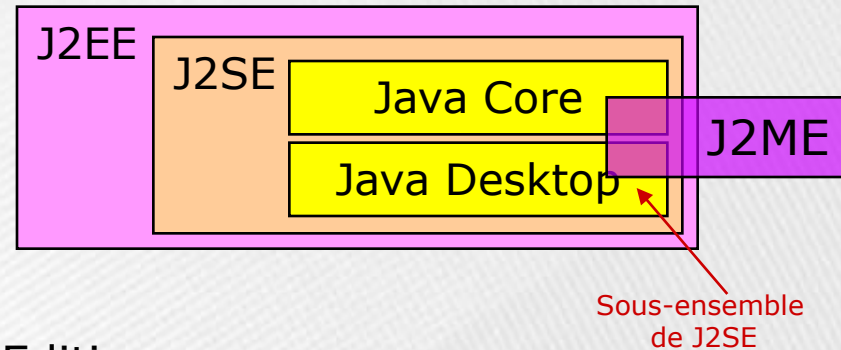 J2EE
J2SE
Java Core
J2ME
Java Desktop
Sous-ensemble
de J2SE